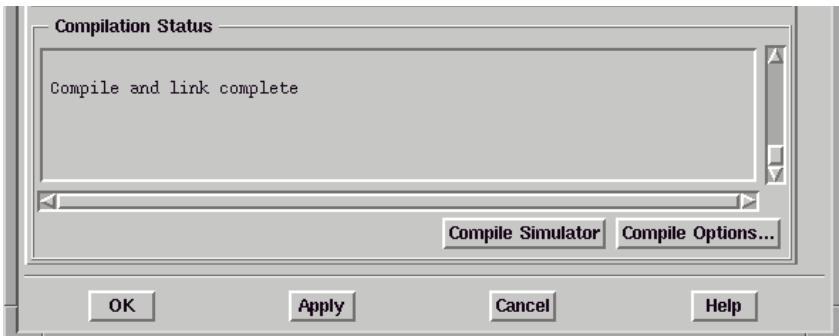 Compilation Status
Compile and link complete
Compile Simulator Compile Options...
OK Apply Cancel Help